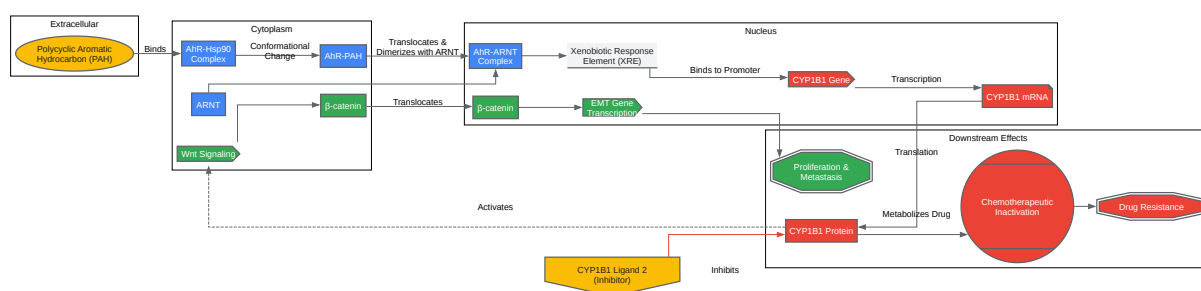 Extracellular
Polycyclic Aromatic
Hydrocarbon (PAH)
Binds
Cytoplasm
AhR-Hsp90
Complex
Conformational
Change
AhR-PAH
ARNT
β-catenin
Wnt Signaling
Translocates &
Dimerizes with ARNT
Translocates
Nucleus
AhR-ARNT
Complex
Xenobiotic Response
Element (XRE)
Binds to Promoter
CYP1B1 Gene
Transcription
CYP1B1 mRNA
β-catenin
EMT Gene
Transcription
Downstream Effects
Translation
Proliferation &
Metastasis
Chemotherapeutic
Inactivation
Drug Resistance
Metabolizes Drug
CYP1B1 Protein
Activates
CYP1B1 Ligand 2
(Inhibitor)
Inhibits